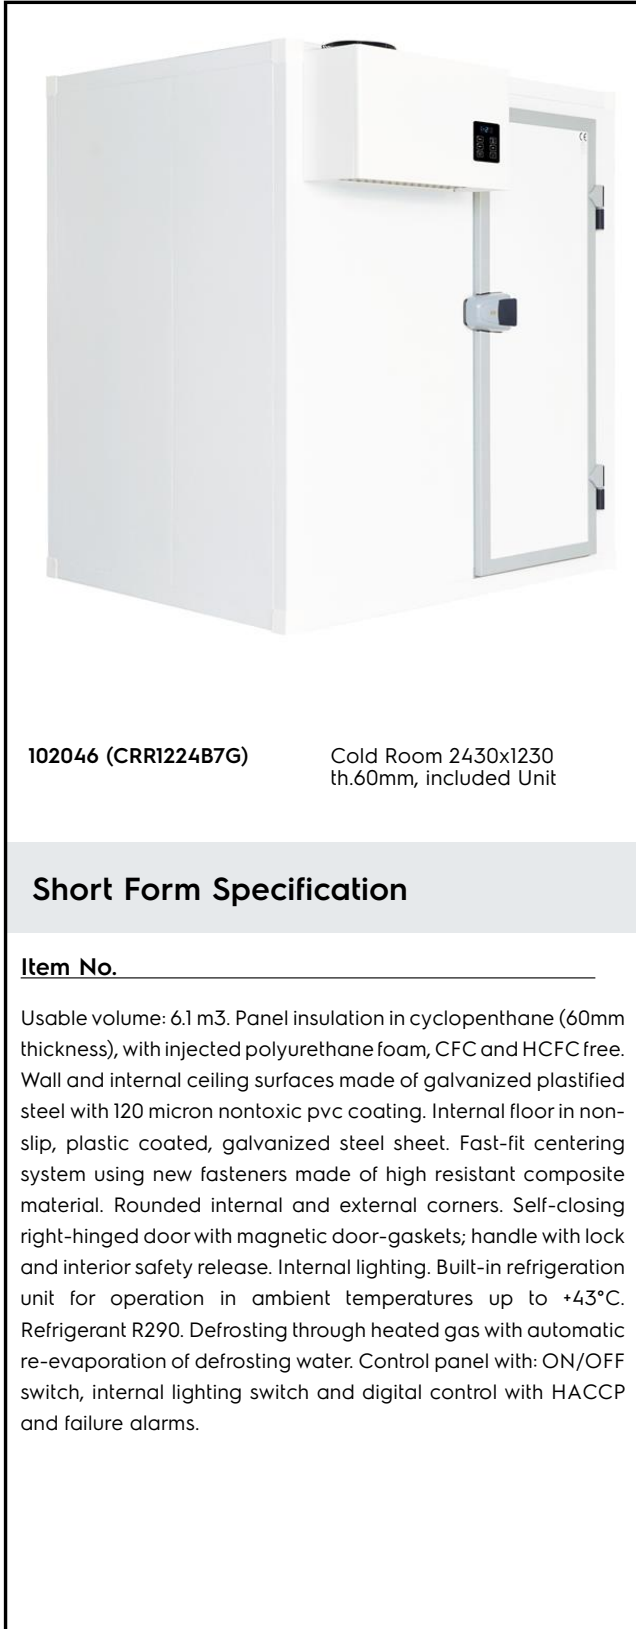 CE
102046 (CRR1224B7G)
Cold Room 2430x1230
th.60mm, included Unit
Short Form Specification
Item No.
Usable volume: 6.1 m3. Panel insulation in cyclopenthane (60mm
thickness), with injected polyurethane foam, CFC and HCFC free.
Wall and internal ceiling surfaces made of galvanized plastified
steel with 120 micron nontoxic pvc coating. Internal floor in non-
slip, plastic coated, galvanized steel sheet. Fast-fit centering
system using new fasteners made of high resistant composite
material. Rounded internal and external corners. Self-closing
right-hinged door with magnetic door-gaskets; handle with lock
and interior safety release. Internal lighting. Built-in refrigeration
unit for operation in ambient temperatures up to +43°C.
Refrigerant R290. Defrosting through heated gas with automatic
re-evaporation of defrosting water. Control panel with: ON/OFF
switch, internal lighting switch and digital control with HACCP
and failure alarms.